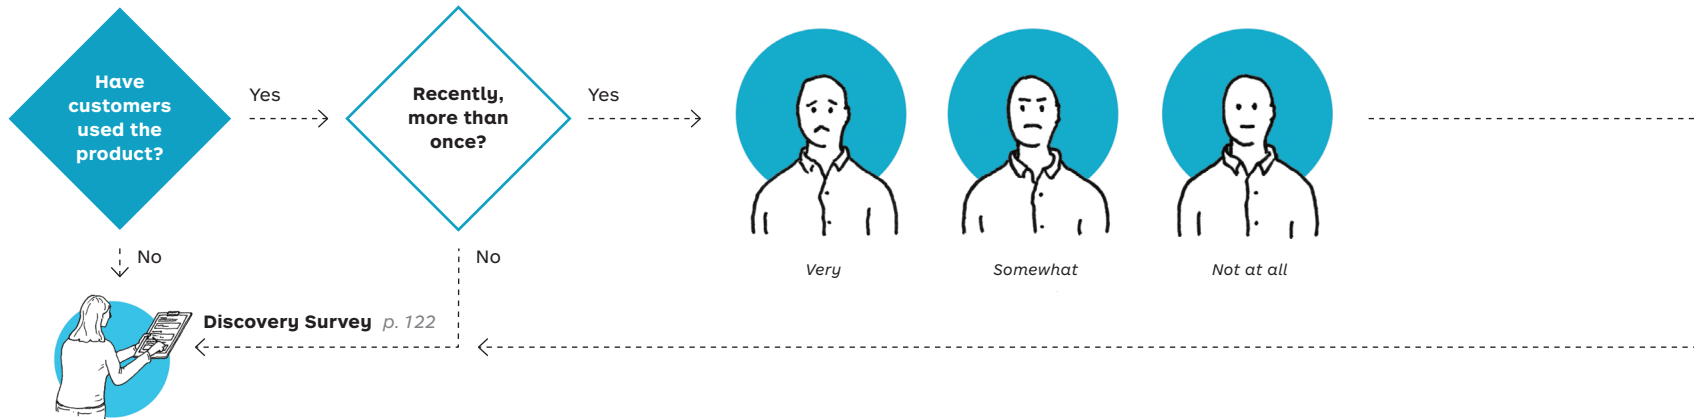 Have
customers
used the
product?
Yes
Recently,
more than
once?
Yes
No
No
Very
Somewhat
Not at all
Discovery Survey p. 122